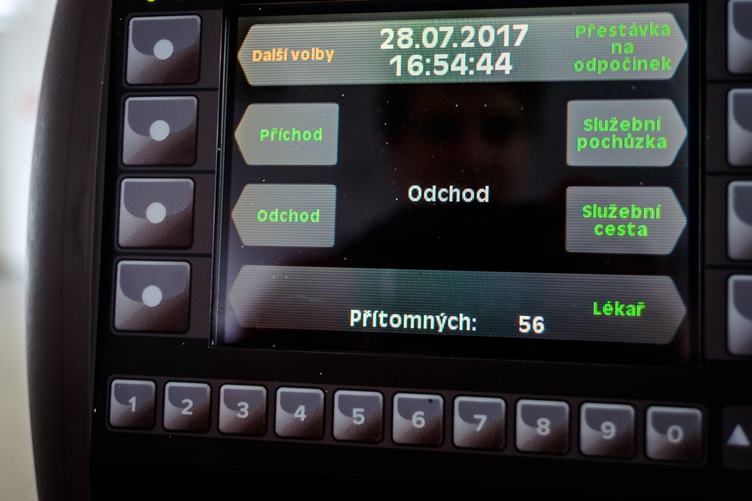 Další volby
28.07.2017
16:54:44
Přestávka
na
odpočinek
Příchod
Služební
pochůzka
Odchod
Odchod
Služební
cesta
Přítomných: 56
Lékař
1 2 3 4 5 6 7 8 9 0